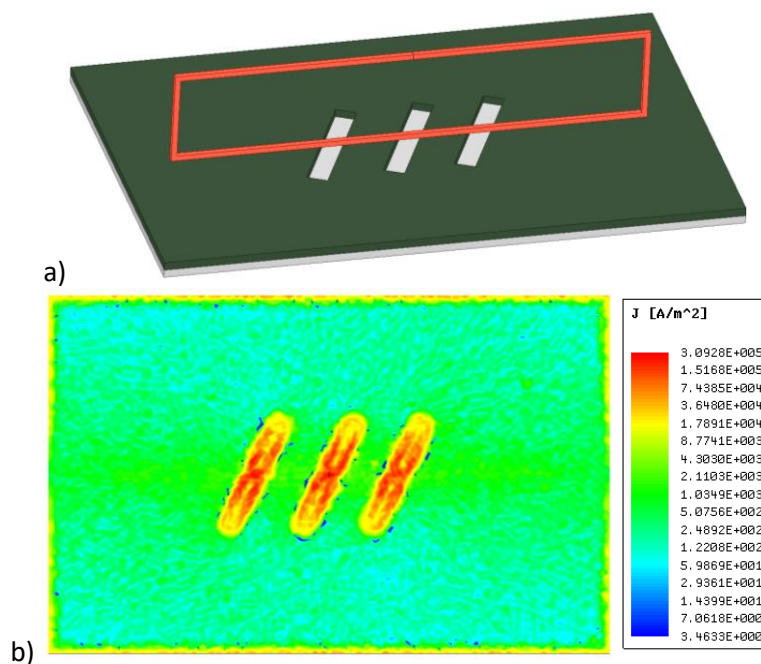 a)
b)
J [A/m^2]
3.0928E+005
1.5168E+005
7.4385E+004
3.6480E+004
1.7891E+004
8.7741E+003
4.3030E+003
2.1103E+003
1.0349E+003
5.0756E+002
2.4892E+002
1.2208E+002
5.9869E+001
2.9361E+001
1.4399E+001
7.0618E+000
3.4633E+000